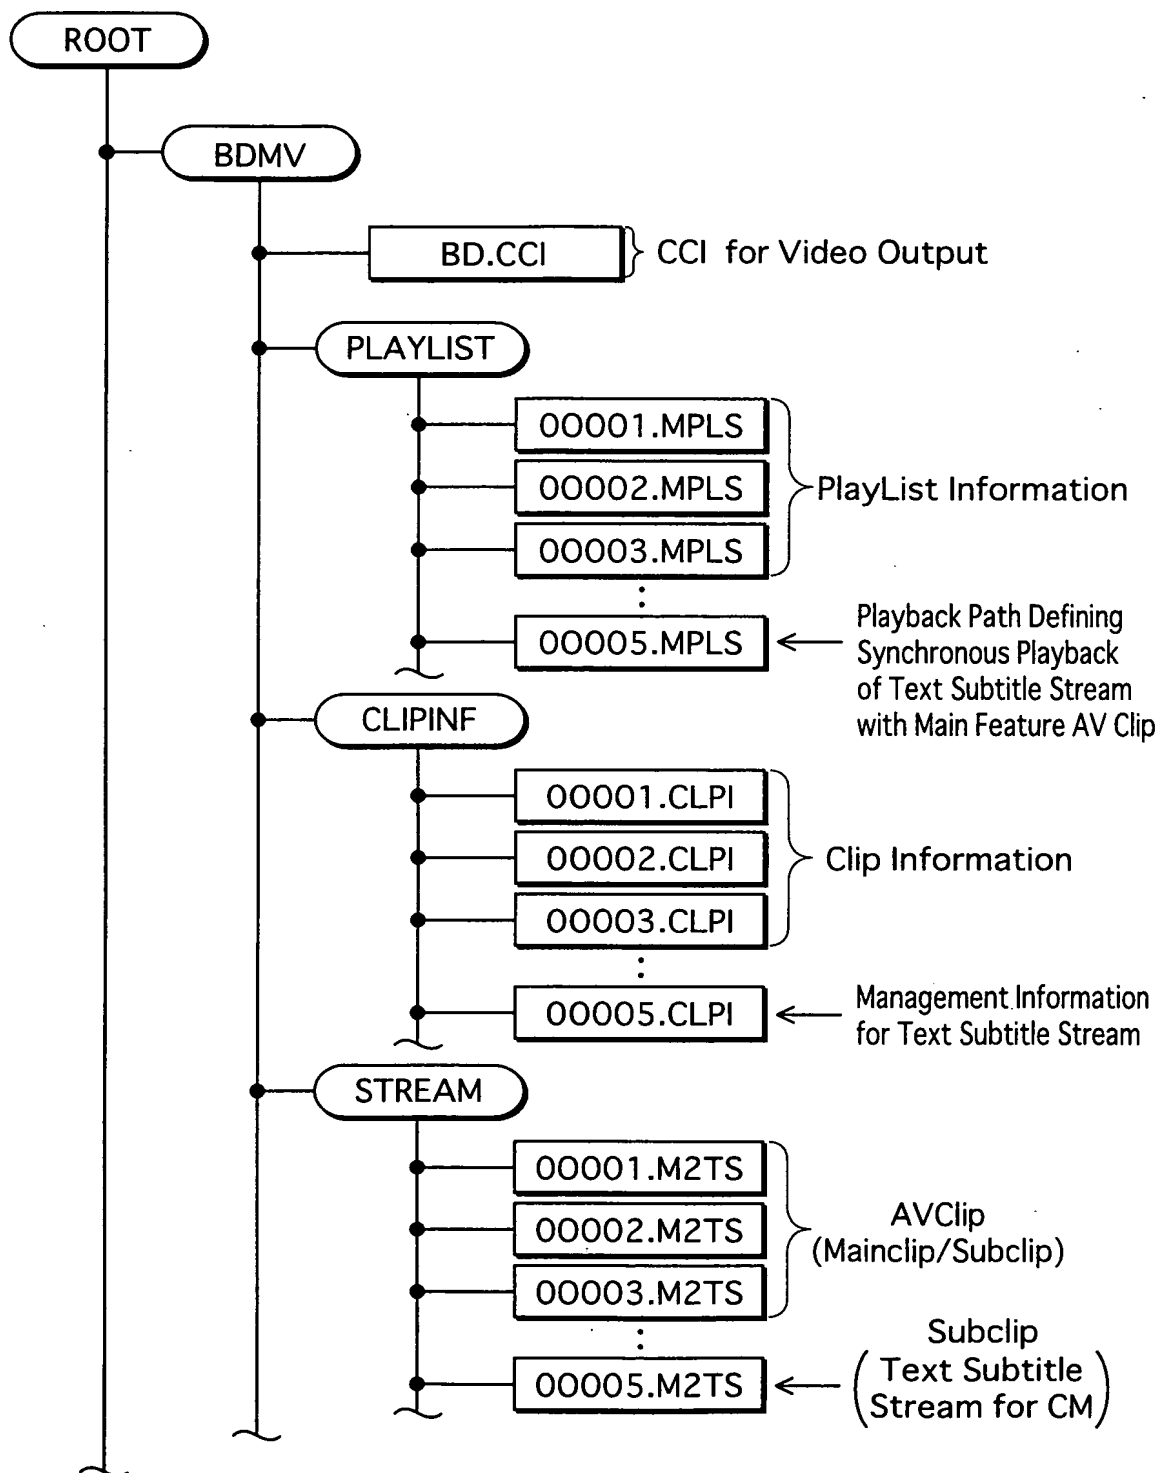 ROOT
BDMV
BD.CCI
CCI for Video Output
PLAYLIST
00001.MPLS
00002.MPLS
PlayList Information
00003.MPLS
00005.MPLS
Playback Path Defining
Synchronous Playback
of Text Subtitle Stream
with Main Feature AV Clip
CLIPINF
00001.CLPI
00002.CLPI
Clip Information
00003.CLPI
00005.CLPI
Management Information
for Text Subtitle Stream
STREAM
00001.M2TS
00002.M2TS
AVClip
(Mainclip/Subclip)
00003.M2TS
00005.M2TS
Subclip
(Text Subtitle
Stream for CM)